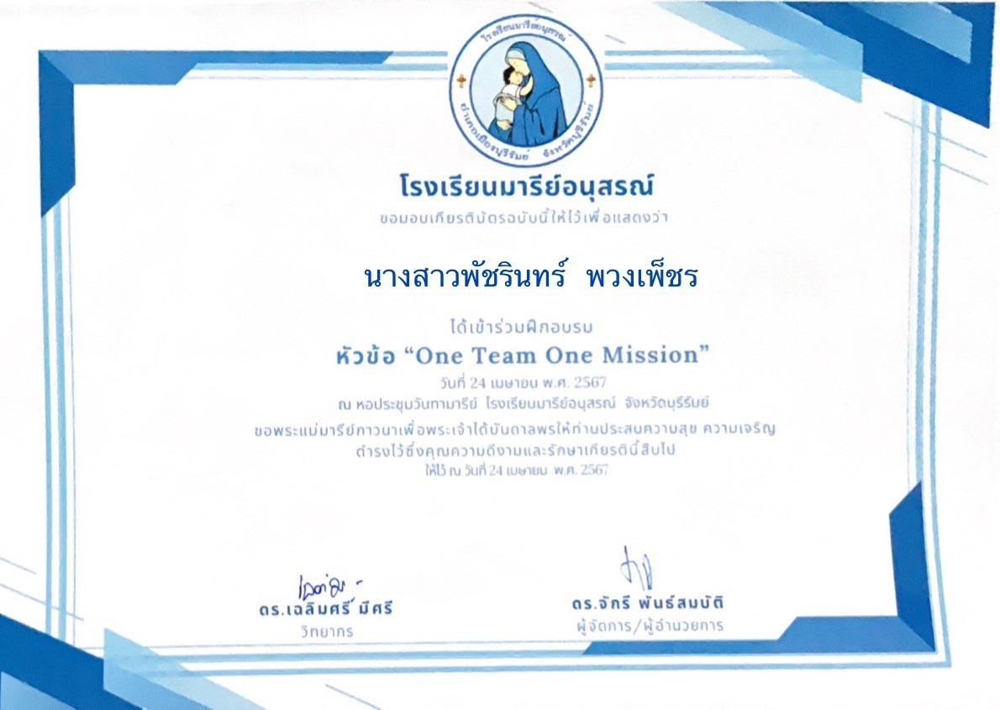 โรงเรียนมารีย์อนุสรณ์
อำเภอเมืองบุรีรัมย์ จังหวัดบุรีรัมย์
โรงเรียนมารีย์อนุสรณ์
ขอมอบเกียรติบัตรฉบับนี้ให้ไว้เพื่อแสดงว่า
นางสาวพัชรินทร์ พวงเพ็ชร
ได้เข้าร่วมฝึกอบรม
หัวข้อ “One Team One Mission”
วันที่ 24 เมษายน พ.ศ. 2567
ณ หอประชุมวันทามารีย์ โรงเรียนมารีย์อนุสรณ์ จังหวัดบุรีรัมย์
ขอพระแม่มารีย์ภาวนาเพื่อพระเจ้าได้บันดาลพรให้ท่านประสบความสุข ความเจริญ
ดำรงไว้ซึ่งคุณความดีงามและรักษาเกียรตินี้สืบไป
ให้ไว้ ณ วันที่ 24 เมษายน พ.ศ. 2567
ดร.เฉลิมศรี มีศรี
วิทยากร
ดร.จักรี พันธ์สมบัติ
ผู้จัดการ/ผู้อำนวยการ